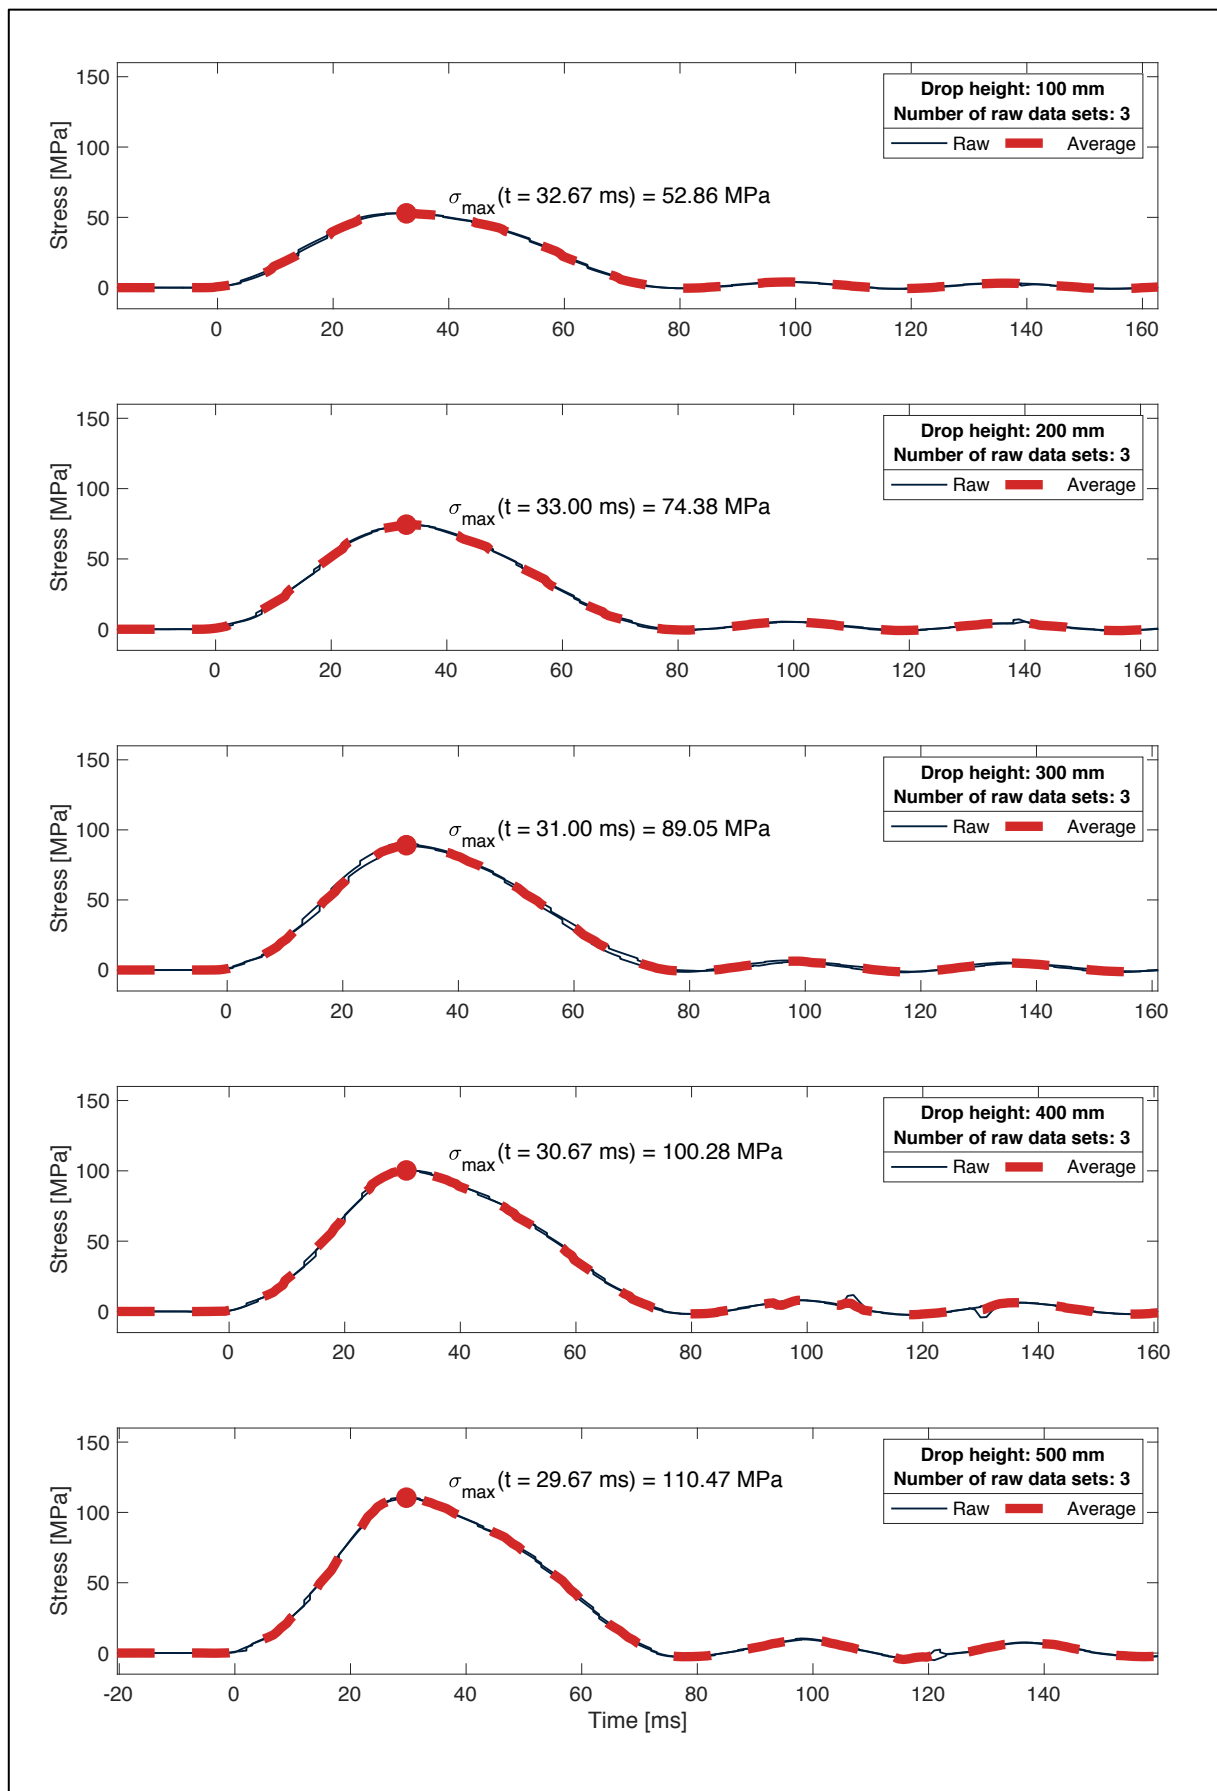 Drop height: 100 mm
Number of raw data sets: 3
Raw Average
σmax(t = 32.67 ms) = 52.86 MPa
Stress [MPa]
150
100
50
0
0 20 40 60 80 100 120 140 160
Drop height: 200 mm
Number of raw data sets: 3
Raw Average
σmax(t = 33.00 ms) = 74.38 MPa
Stress [MPa]
150
100
50
0
0 20 40 60 80 100 120 140 160
Drop height: 300 mm
Number of raw data sets: 3
Raw Average
σmax(t = 31.00 ms) = 89.05 MPa
Stress [MPa]
150
100
50
0
0 20 40 60 80 100 120 140 160
Drop height: 400 mm
Number of raw data sets: 3
Raw Average
σmax(t = 30.67 ms) = 100.28 MPa
Stress [MPa]
150
100
50
0
0 20 40 60 80 100 120 140 160
Drop height: 500 mm
Number of raw data sets: 3
Raw Average
σmax(t = 29.67 ms) = 110.47 MPa
Stress [MPa]
150
100
50
0
-20 0 20 40 60 80 100 120 140
Time [ms]